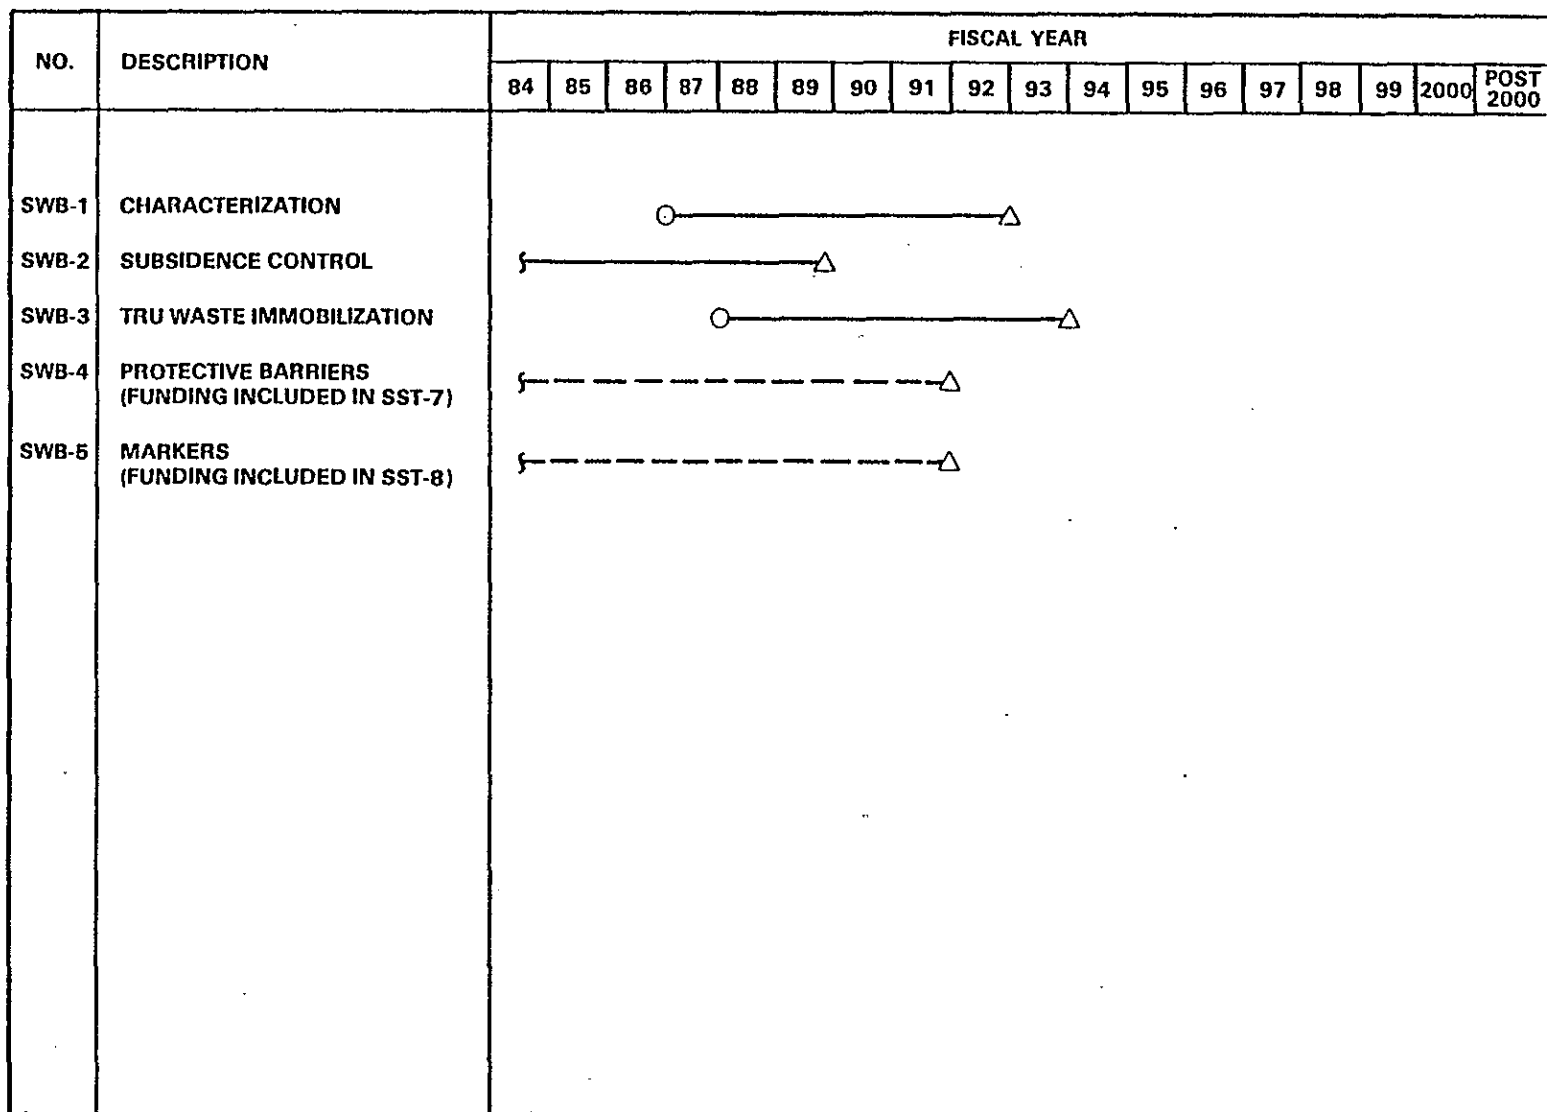 FISCAL YEAR
NO. DESCRIPTION
84 85 86 87 88 89 90 91 92 93 94 95 96 97 98 99 2000 POST 2000
SWB-1 CHARACTERIZATION
SWB-2 SUBSIDENCE CONTROL
SWB-3 TRU WASTE IMMOBILIZATION
SWB-4 PROTECTIVE BARRIERS
(FUNDING INCLUDED IN SST-7)
SWB-5 MARKERS
(FUNDING INCLUDED IN SST-8)